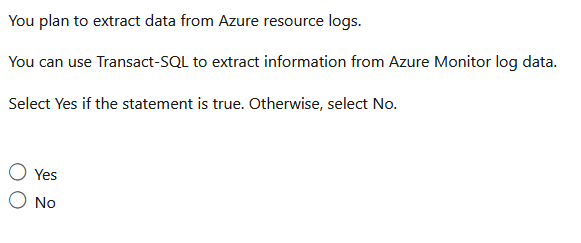 You plan to extract data from Azure resource logs.
You can use Transact-SQL to extract information from Azure Monitor log data.
Select Yes if the statement is true. Otherwise, select No.
Yes
No